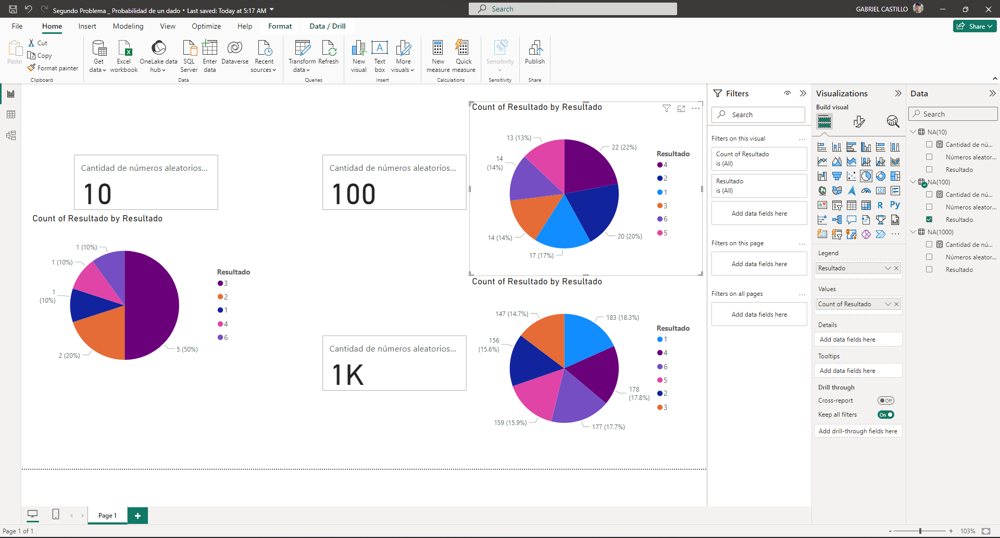 Segundo Problema _ Probabilidad de un dado • Last saved: Today at 5:17 AM
Search
GABRIEL CASTILLO
File
Home
Insert
Modeling
View
Optimize
Help
Format
Data / Drill
Share
Paste
Cut
Copy
Format painter
Clipboard
Get data
Excel workbook
OneLake data hub
SQL Server
Enter data
Dataverse
Recent sources
Data
Transform data
Refresh
Queries
New visual
Text box
More visuals
Insert
New measure
Quick measure
Calculations
Sensitivity
Sensitivity
Publish
Share
Cantidad de números aleatorios...
10
Count of Resultado by Resultado
1 (10%)
1 (10%)
1
(10%)
2 (20%)
5 (50%)
Resultado
3
2
1
4
6
Cantidad de números aleatorios...
100
Count of Resultado by Resultado
13 (13%)
22 (22%)
14
(14%)
14 (14%)
20 (20%)
17 (17%)
Resultado
4
2
1
3
6
5
Cantidad de números aleatorios...
1K
Count of Resultado by Resultado
147 (14.7%)
183 (18.3%)
156
(15.6%)
178
(17.8%)
159 (15.9%)
177 (17.7%)
Resultado
1
4
6
5
2
3
Filters
Search
Filters on this visual
...
Count of Resultado
is (All)
Resultado
is (All)
Add data fields here
Filters on this page
...
Add data fields here
Filters on all pages
...
Add data fields here
Visualizations
Build visual
123
R
Py
123
...
Legend
Resultado
Values
Count of Resultado
Details
Add data fields here
Tooltips
Add data fields here
Drill through
Cross-report
Off
Keep all filters
On
Add drill-through fields here
Data
Search
NA(10)
Cantidad de nú...
Números aleator...
Resultado
NA(100)
Cantidad de nú...
Números aleator...
Resultado
NA(1000)
Cantidad de nú...
Números aleator...
Resultado
Page 1
+
Page 1 of 1
- + 103%